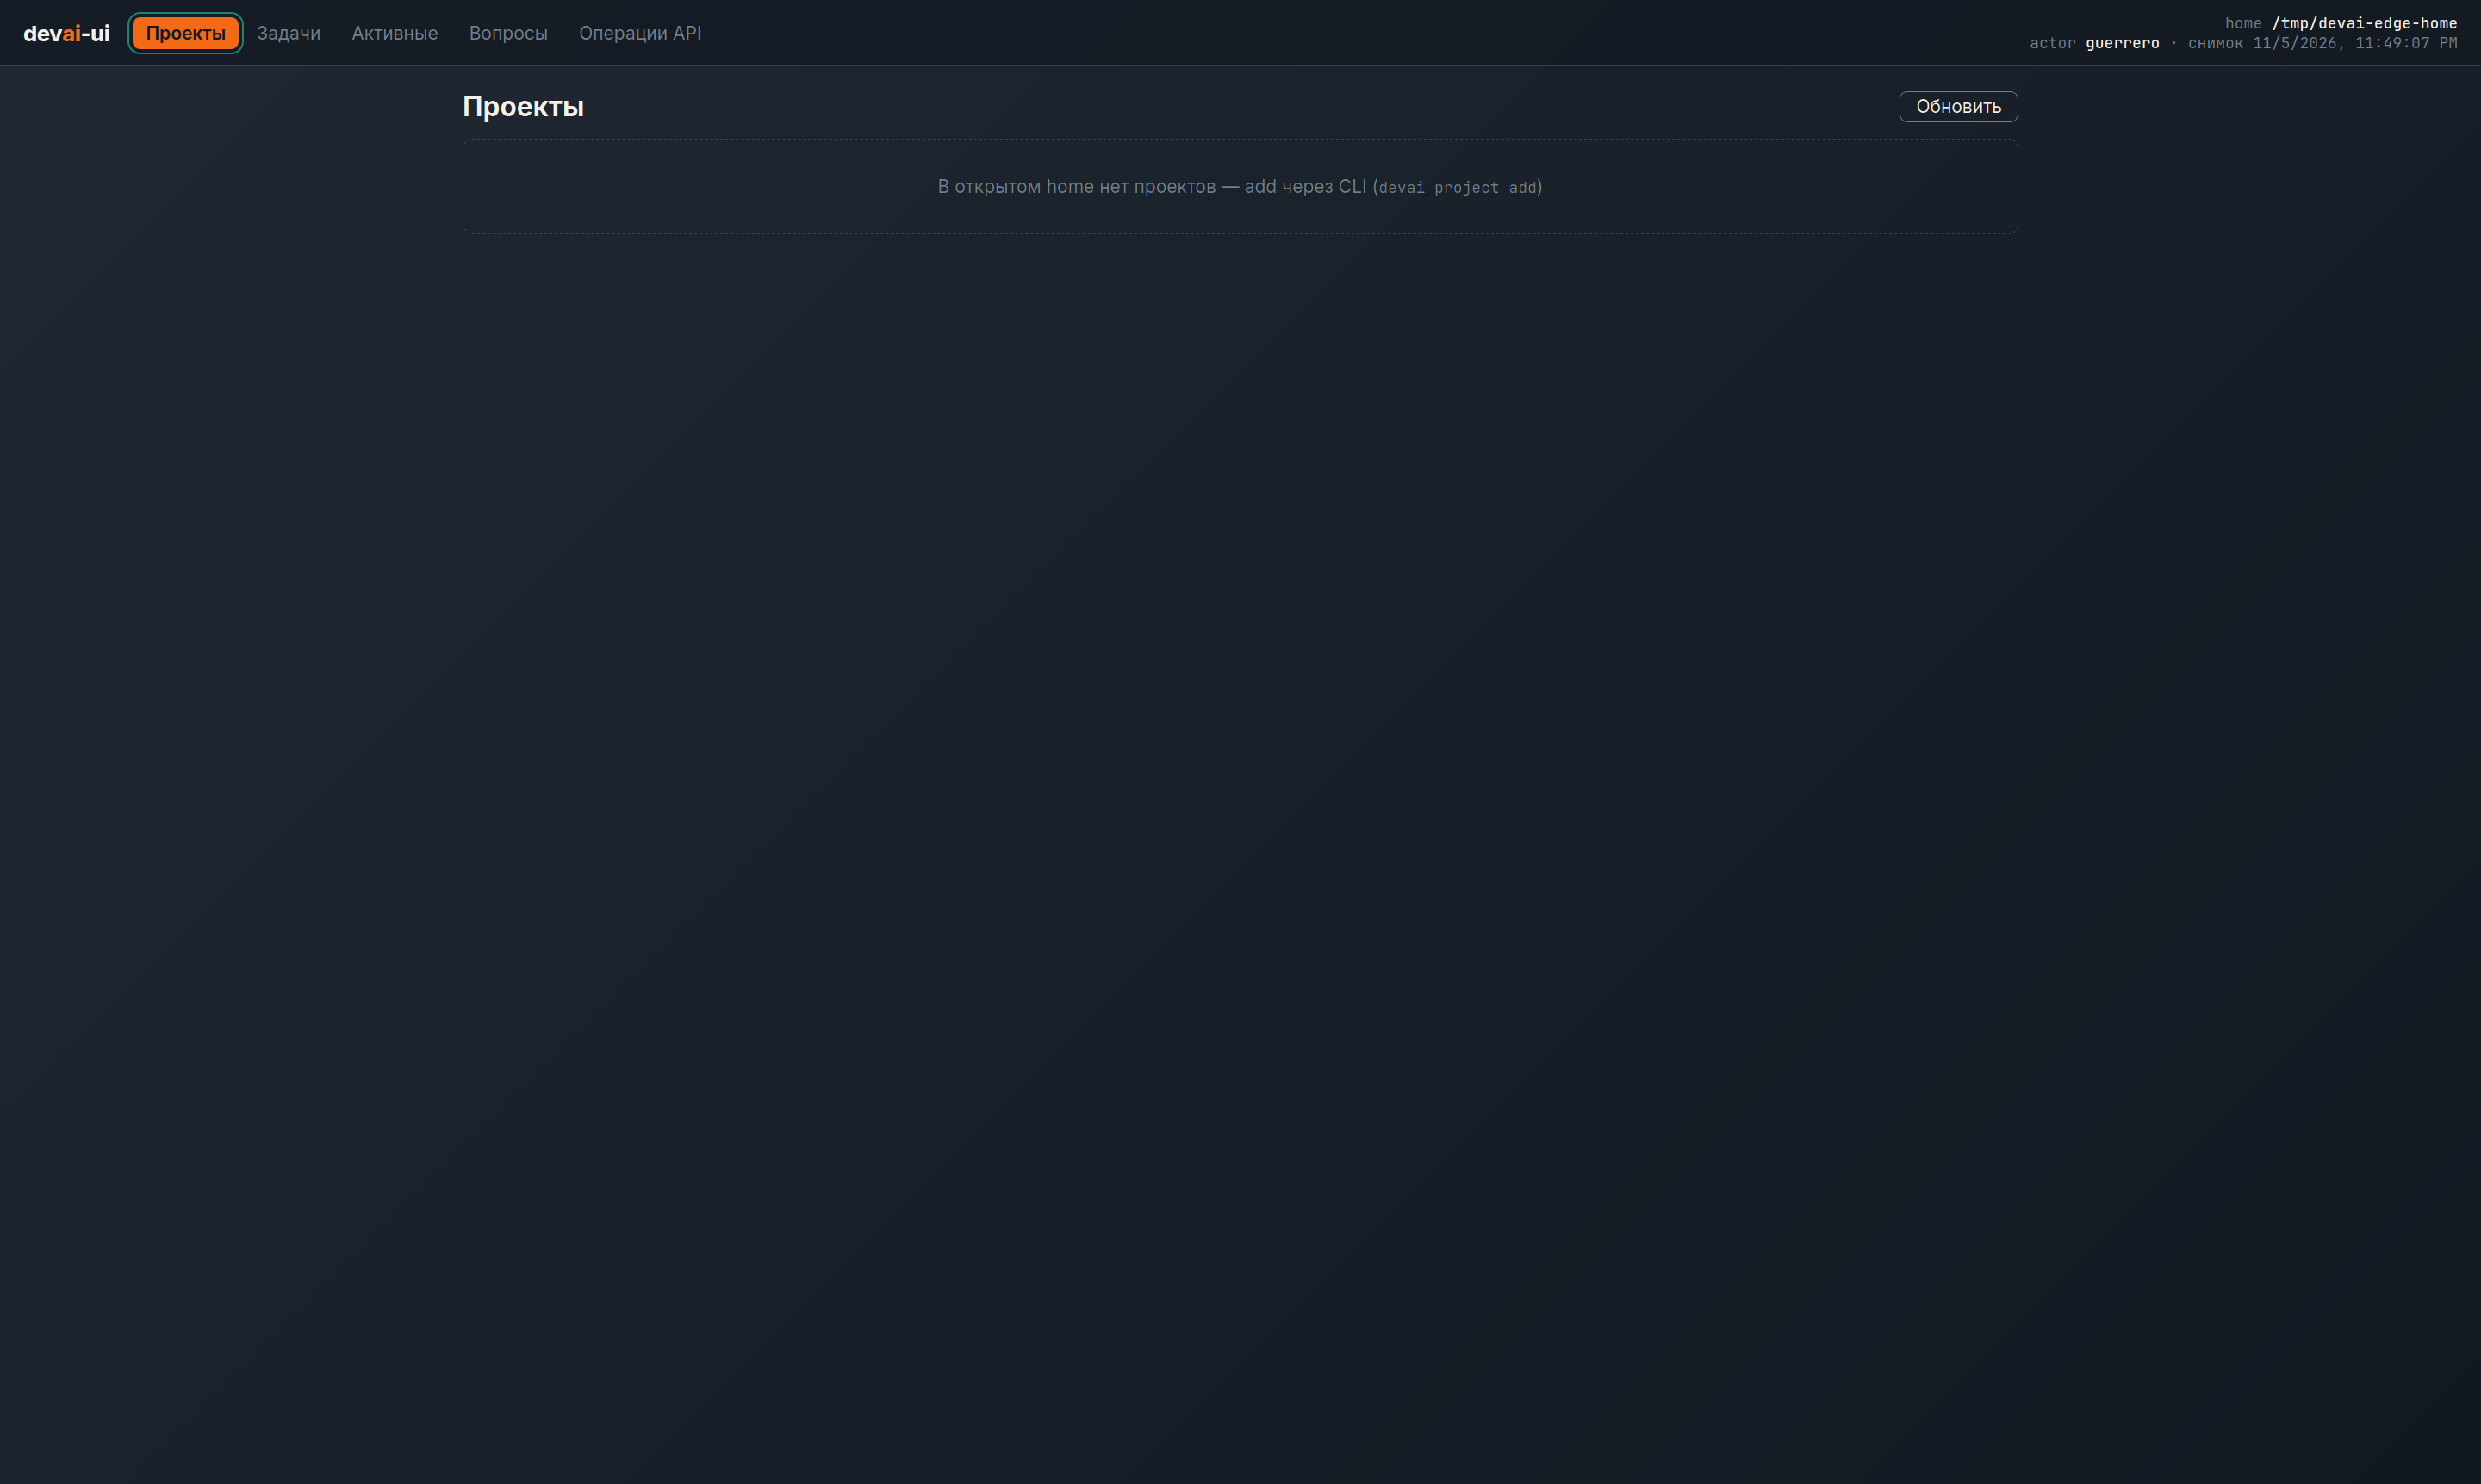 devai-ui Проекты Задачи Активные Вопросы Операции API
home /tmp/devai-edge-home
actor guerrero · снимок 11/5/2026, 11:49:07 PM
Проекты Обновить
В открытом home нет проектов — add через CLI (devai project add)